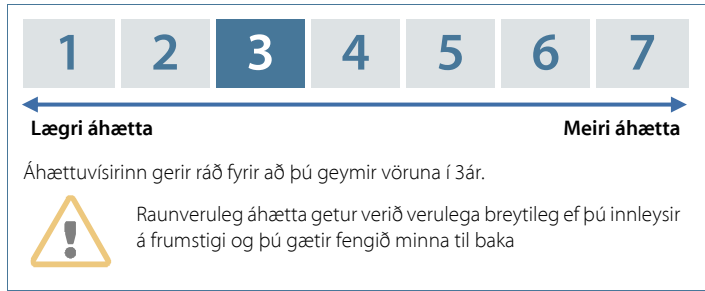 1 2 3 4 5 6 7
Lægri áhætta Meiri áhætta
Áhættuvísirinn gerir ráð fyrir að þú geymir vöruna í 3ár.
Raunveruleg áhætta getur verið verulega breytileg ef þú innleysir
á frumstigi og þú gætir fengið minna til baka